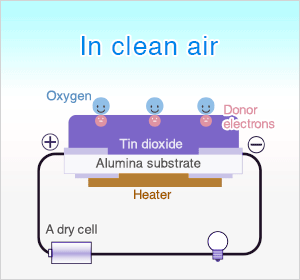 In clean air
Oxygen
Donor
electrons
+
Tin dioxide
−
Alumina substrate
Heater
A dry cell